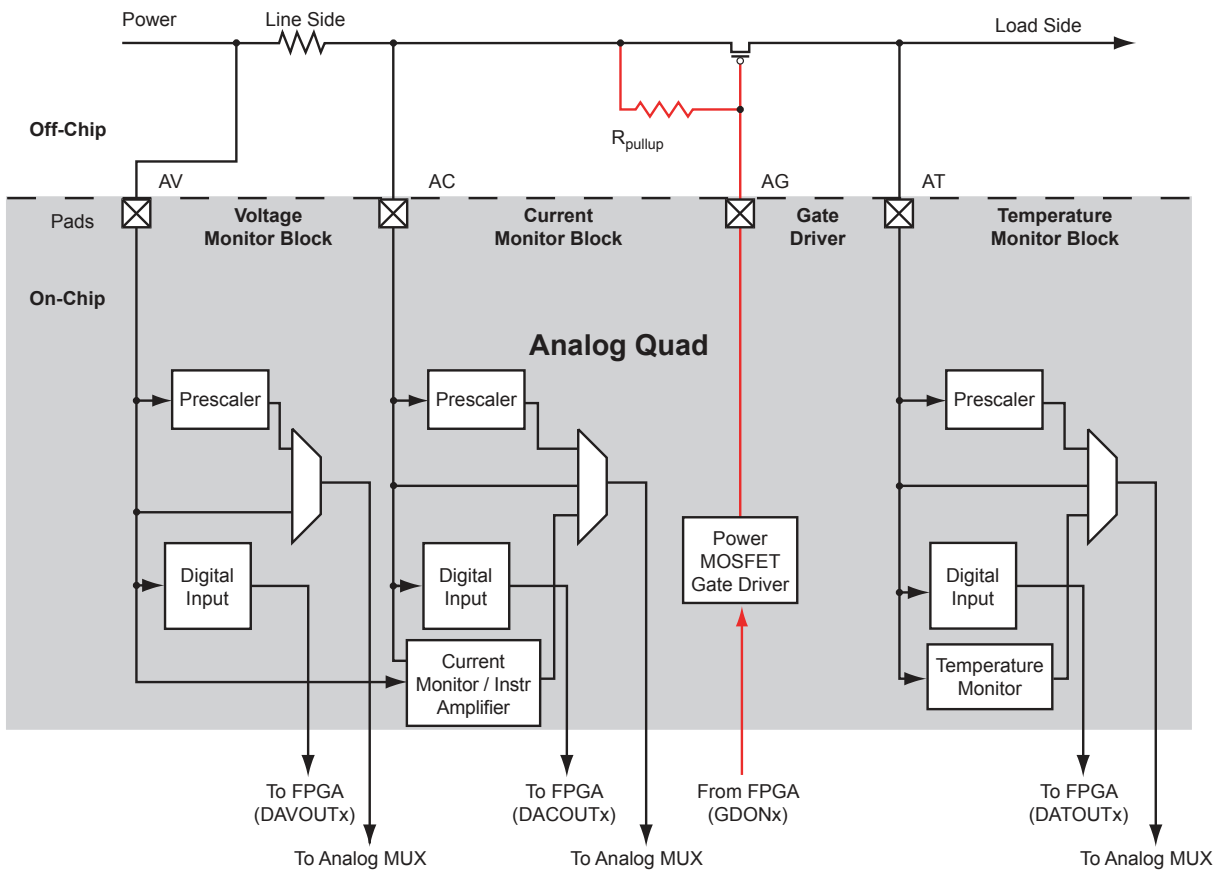 Power
Line Side
Load Side
Off-Chip
Rpullup
AV
AC
AG
AT
Pads
Voltage
Monitor Block
Current
Monitor Block
Gate
Driver
Temperature
Monitor Block
On-Chip
Analog Quad
Prescaler
Prescaler
Prescaler
Power
MOSFET
Gate Driver
Digital
Input
Digital
Input
Digital
Input
Current
Monitor / Instr
Amplifier
Temperature
Monitor
To FPGA
(DAVOUTx)
To FPGA
(DACOUTx)
From FPGA
(GDONx)
To FPGA
(DATOUTx)
To Analog MUX
To Analog MUX
To Analog MUX